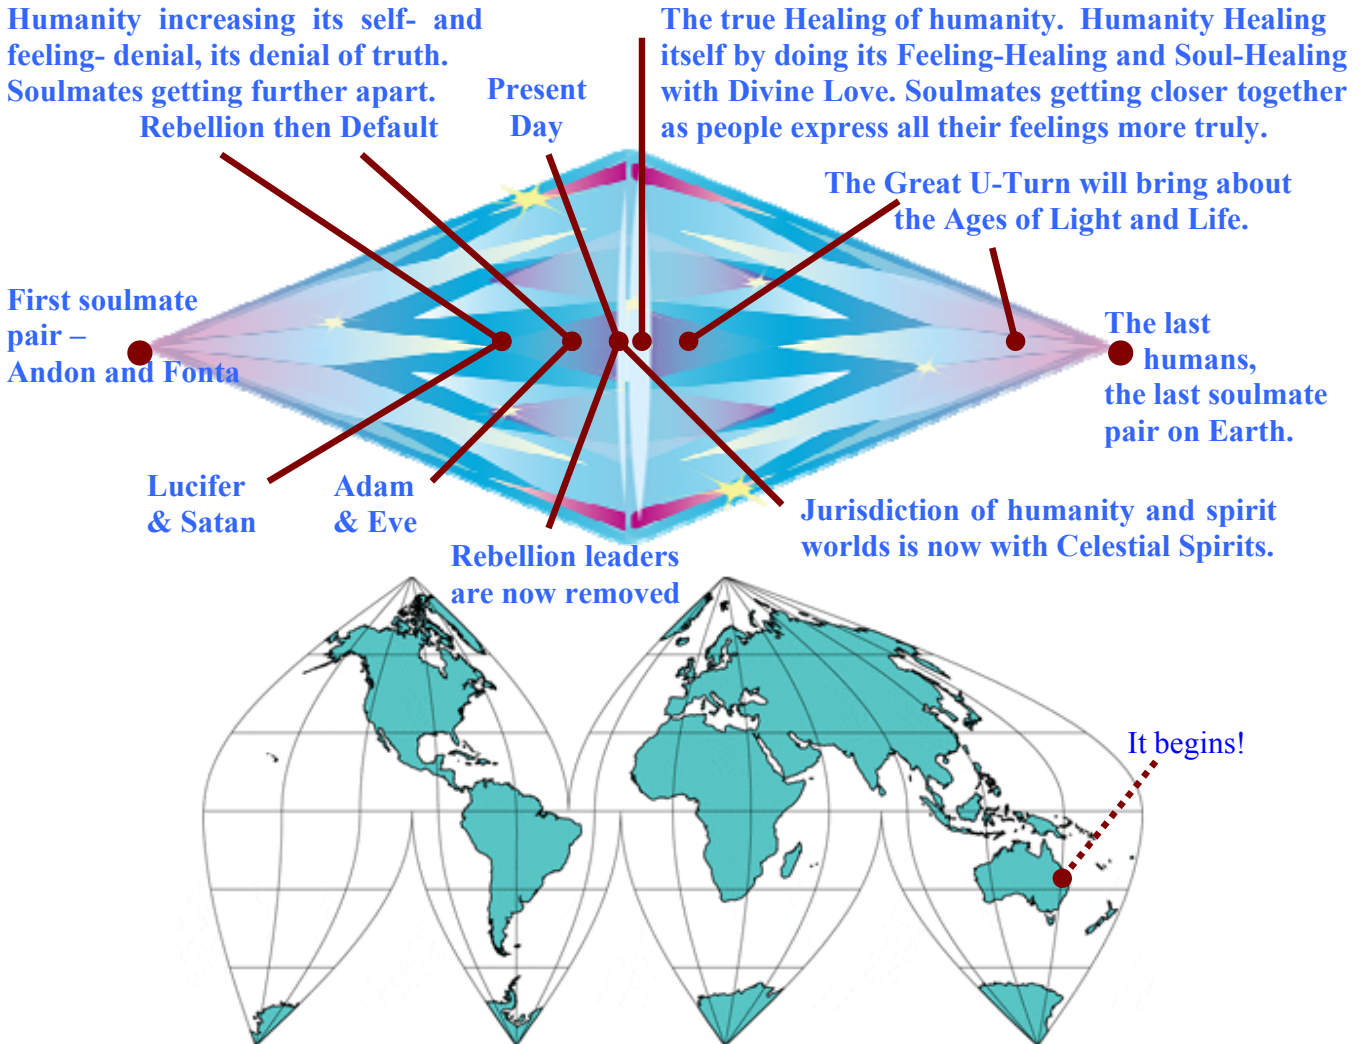 Humanity increasing its self- and
feeling- denial, its denial of truth.
Soulmates getting further apart.
Rebellion then Default
Present
Day
The true Healing of humanity. Humanity Healing
itself by doing its Feeling-Healing and Soul-Healing
with Divine Love. Soulmates getting closer together
as people express all their feelings more truly.
The Great U-Turn will bring about
the Ages of Light and Life.
First soulmate
pair –
Andon and Fonta
The last
humans,
the last soulmate
pair on Earth.
Lucifer
& Satan
Adam
& Eve
Rebellion leaders
are now removed
Jurisdiction of humanity and spirit
worlds is now with Celestial Spirits.
It begins!